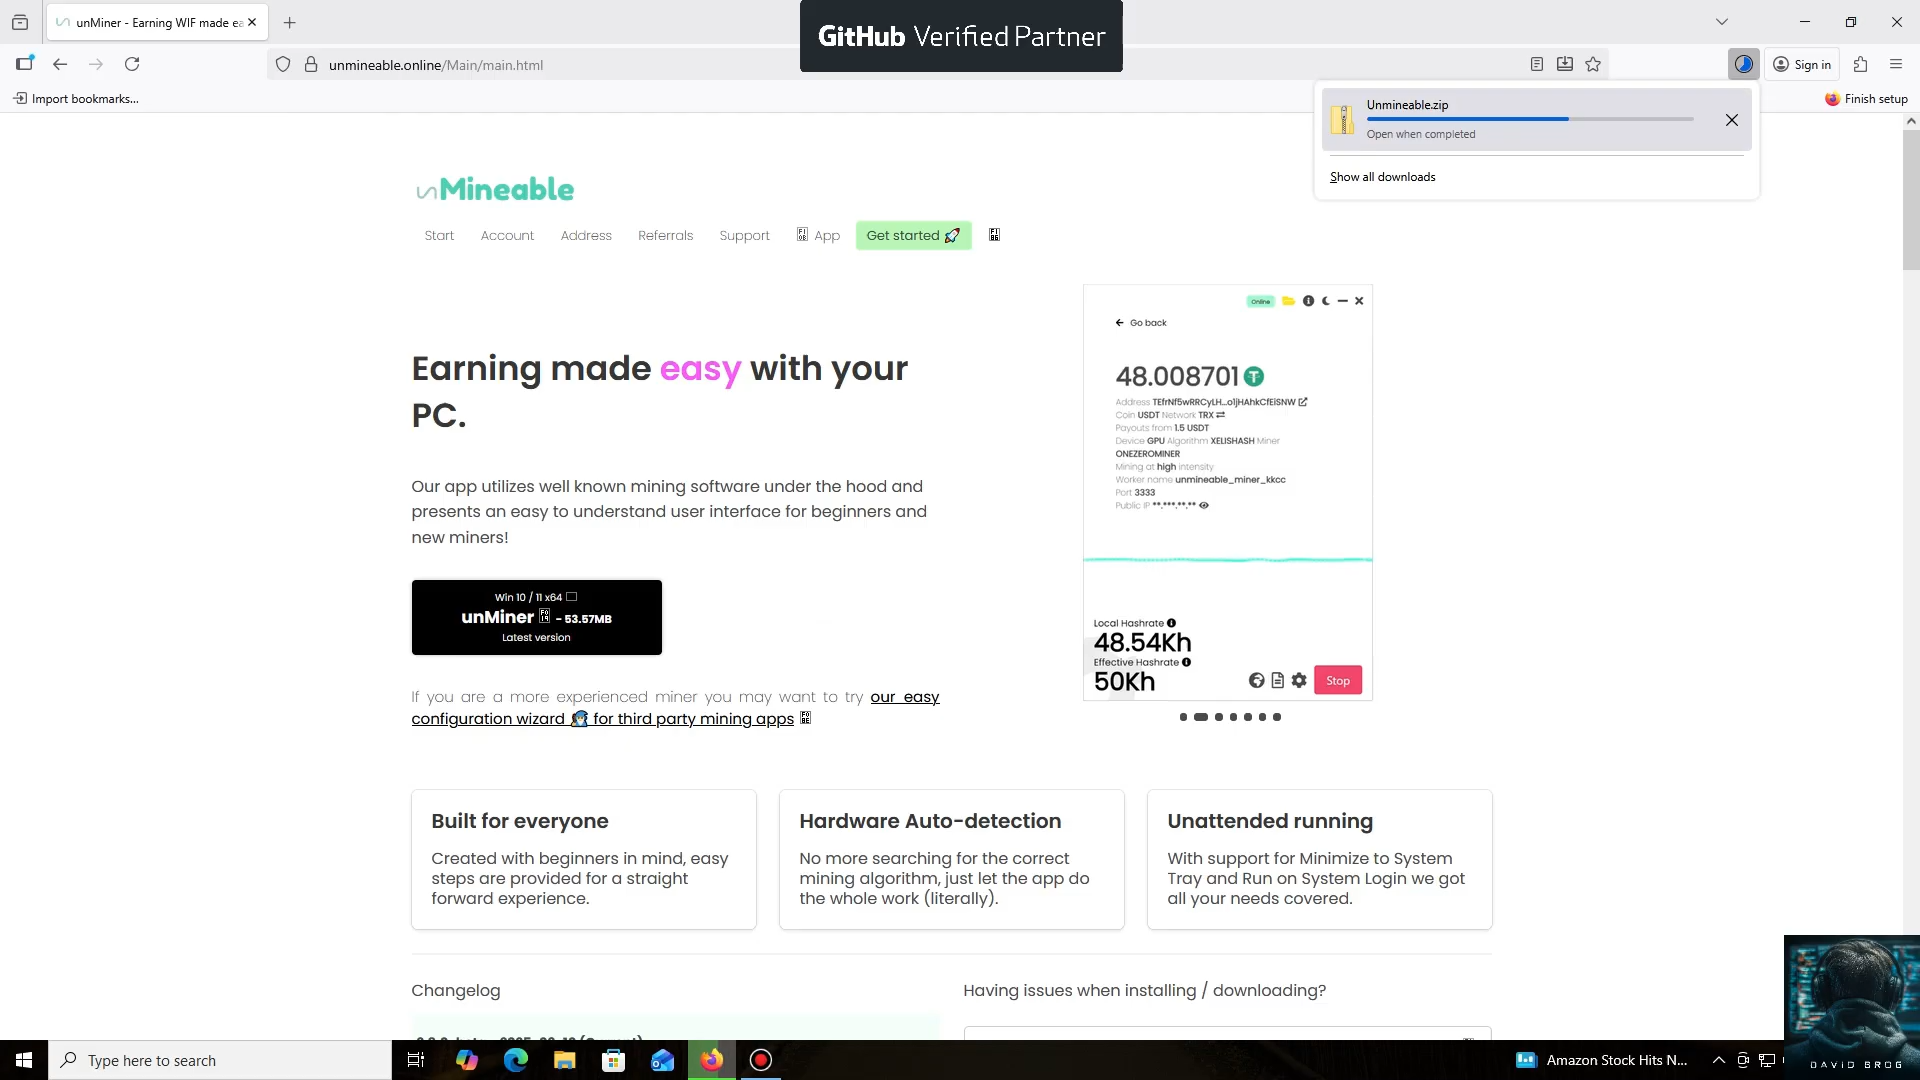 unMiner - Earning WIF made ea
GitHub Verified Partner
unmineable.online/Main/main.html
Sign in
Import bookmarks...
Finish setup
Unmineable.zip
Open when completed
Show all downloads
unMineable
Start
Account
Address
Referrals
Support
App
Get started 🚀
Earning made easy with your
PC.
Our app utilizes well known mining software under the hood and
presents an easy to understand user interface for beginners and
new miners!
Win 10 / 11 x64
unMiner - 53.57MB
Latest version
If you are a more experienced miner you may want to try our easy
configuration wizard for third party mining apps
Online
Go back
48.008701
Address TEfrNf5wRRCyLH...o1jHAhkCfEiSNW
Coin USDT Network TRX
Payouts from 1.5 USDT
Device GPU Algorithm XELISHASH Miner
ONEZEROMINER
Mining at high intensity
Worker name unmineable_miner_kkcc
Port 3333
Public IP **.***.**.**
Local Hashrate
48.54Kh
Effective Hashrate
50Kh
Stop
Built for everyone
Created with beginners in mind, easy
steps are provided for a straight
forward experience.
Hardware Auto-detection
No more searching for the correct
mining algorithm, just let the app do
the whole work (literally).
Unattended running
With support for Minimize to System
Tray and Run on System Login we got
all your needs covered.
Changelog
Having issues when installing / downloading?
Type here to search
Amazon Stock Hits N...
DAVID BROG